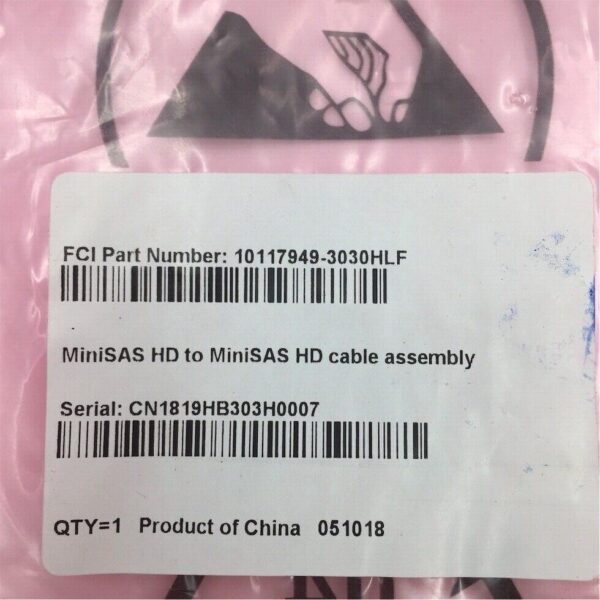 FCI Part Number: 10117949-3030HLF
MiniSAS HD to MiniSAS HD cable assembly
Serial: CN1819HB303H0007
QTY=1 Product of China 051018